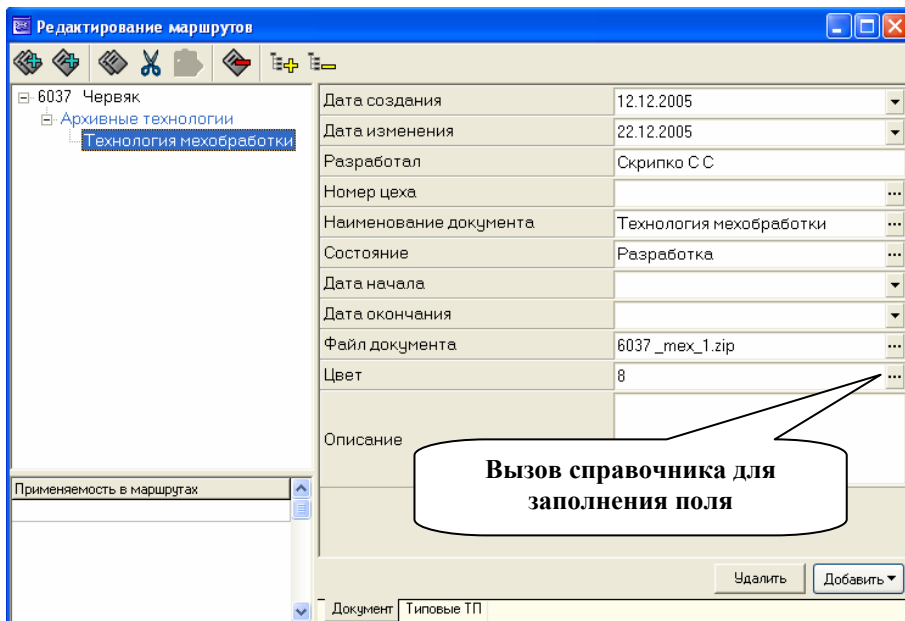 Редактирование маршрутов
6037 Червяк
Архивные технологии
Технология мехобработки
Дата создания 12.12.2005
Дата изменения 22.12.2005
Разработал Скрипко С С
Номер цеха
Наименование документа Технология мехобработки
Состояние Разработка
Дата начала
Дата окончания
Файл документа 6037_mex_1.zip
Цвет 8
Описание
Вызов справочника для
заполнения поля
Применяемость в маршрутах
Удалить Добавить
Документ Типовые ТП